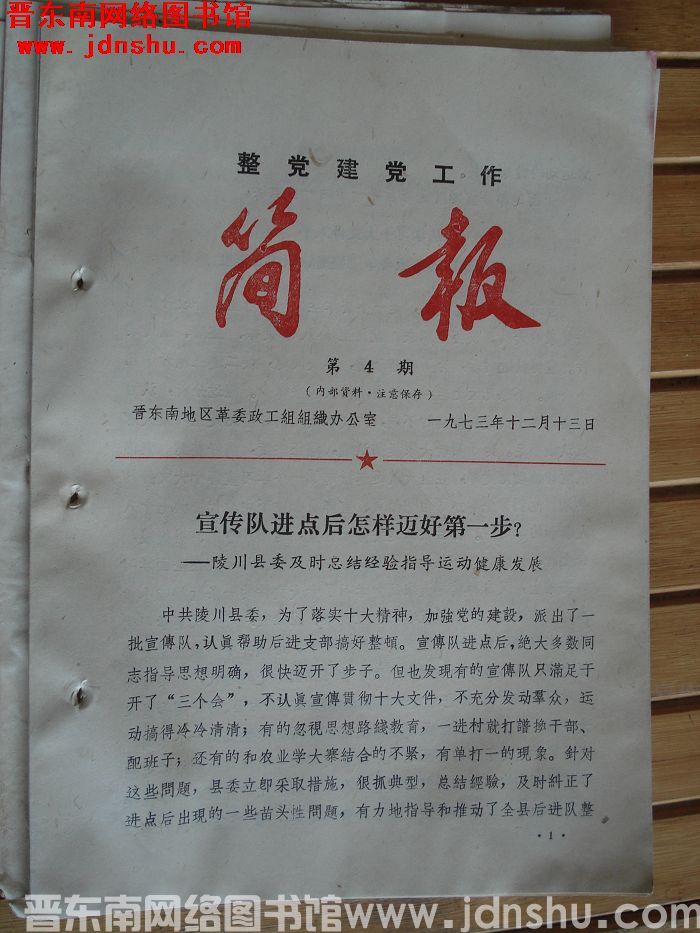 晋东南网络图书馆
www.jdnshu.com
整党建党工作
简报
第4期
（内部資料·注意保存）
晋东南地区革委政工組組織办公室 一九七三年十二月十三日
宣传队进点后怎样迈好第一步？
——陵川县委及时总结经验指导运动健康发展
中共陵川县委，为了落实十大精神，加強党的建設，派出了一
批宣傳队，认眞帮助后进支部搞好整頓。宣傳队进点后，絕大多数同
志指导思想明确，很快迈开了步子。但也发现有的宣傳队只滿足于
开了“三个会”，不认眞宣傳貫彻十大文件，不充分发动羣众，运
动搞得冷冷清清；有的忽视思想路綫教育，一进村就打譜换干部、
配班子；还有的和农业学大寨結合的不紧，有单打一的现象。針对
这些問題，县委立卽采取措施，狠抓典型，总结經驗，及时糾正了
进点后出现的一些苗头性問題，有力地指导和推动了全县后进队整
·1·
晋东南网络图书馆www.jdnshu.com